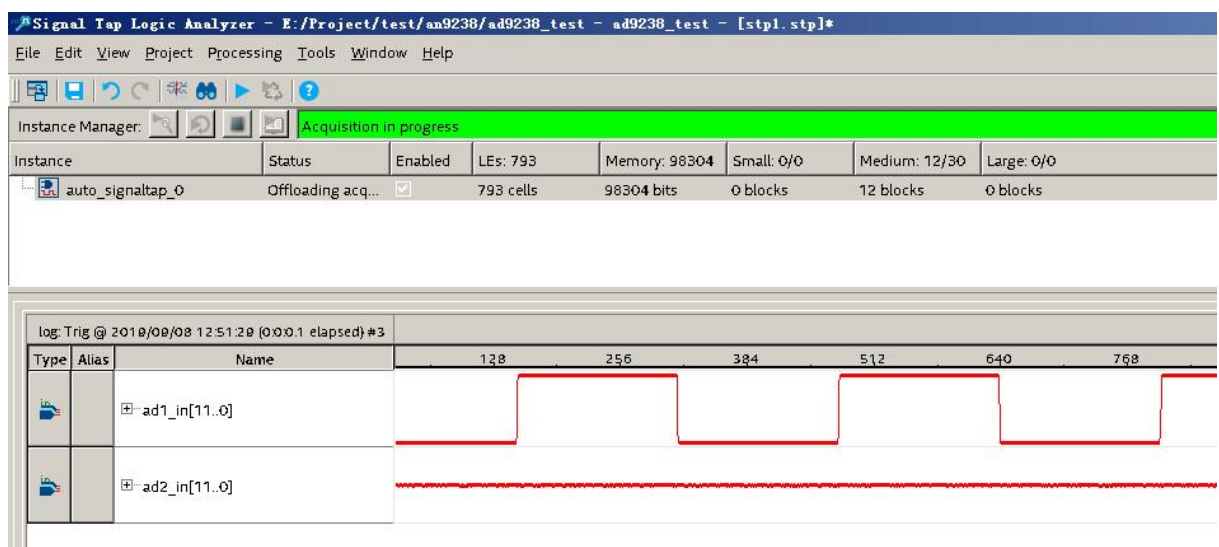 Signal Tap Logic Analyzer - E:/Project/test/an9238/ad9238_test - ad9238_test - [stp1.stp]*
File Edit View Project Processing Tools Window Help
Instance Manager: Acquisition in progress
Instance Status Enabled LEs: 793 Memory: 98304 Small: 0/0 Medium: 12/30 Large: 0/0
auto_signaltap_0 Offloading acq... 793 cells 98304 bits 0 blocks 12 blocks 0 blocks
log: Trig @ 2019/09/08 12:51:29 (0:0:0.1 elapsed) #3
Type Alias Name 128 256 384 512 640 768
ad1_in[11..0]
ad2_in[11..0]